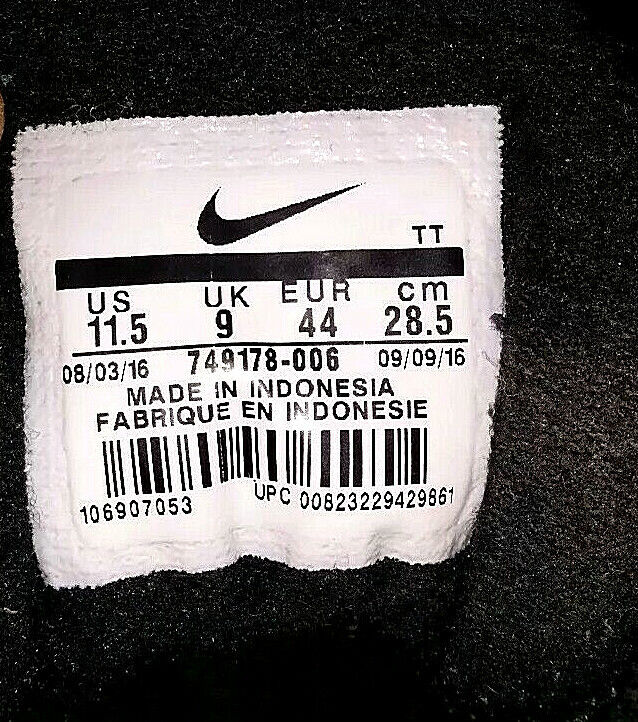 TT
US UK EUR cm
11.5 9 44 28.5
08/03/16 749178-006 09/09/16
MADE IN INDONESIA
FABRIQUE EN INDONESIE
106907053 UPC 00823229429861